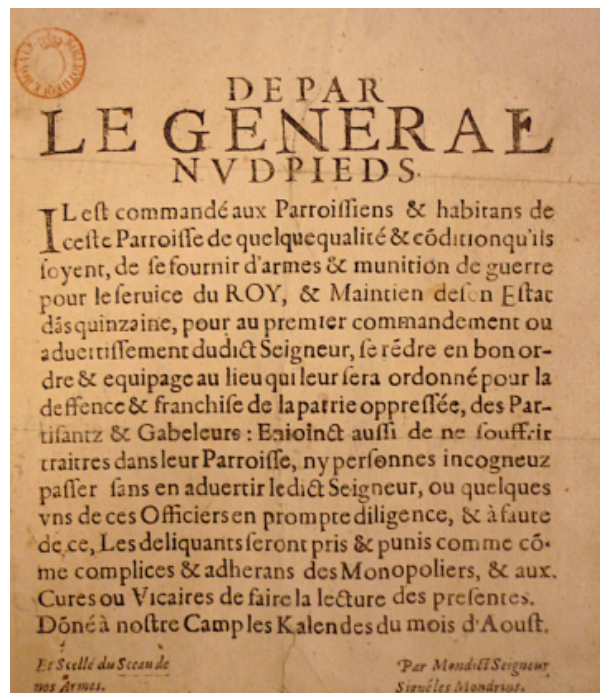 BIBLIOTHEQUE ROYALE
DE PAR
LE GENERAL
NVDPIEDS.
IL est commandé aux Parroissiens & habitans de
ceste Parroisse de quelque qualité & cõditionqu'ils
soyent, de se fournir d'armes & munition de guerre
pour le seruice du ROY, & Maintien de son Estat
dãs quinzaine, pour au premier commandement ou
aduertissement dudict Seigneur, se rẽdre en bon or-
dre & equipage au lieu qui leur sera ordonné pour la
deffence & franchise de la patrie oppressée, des Par-
tisantz & Gabeleurs : Enioinct aussi de ne souffrir
traitres dans leur Parroisse, ny personnes incogneuz
passer sans en aduertir ledict Seigneur, ou quelques
vns de ces Officiers en prompte diligence, & à faute
de ce, Les deliquants seront pris & punis comme cõ-
me complices & adherans des Monopoliers, & aux.
Cures ou Vicaires de faire la lecture des presentes.
Dõné à nostre Camp les Kalendes du mois d'Aoust.
Et Scellé du Sceau de
nos Armes.
Par Mondict Seigneur
Signé les Mondrins.